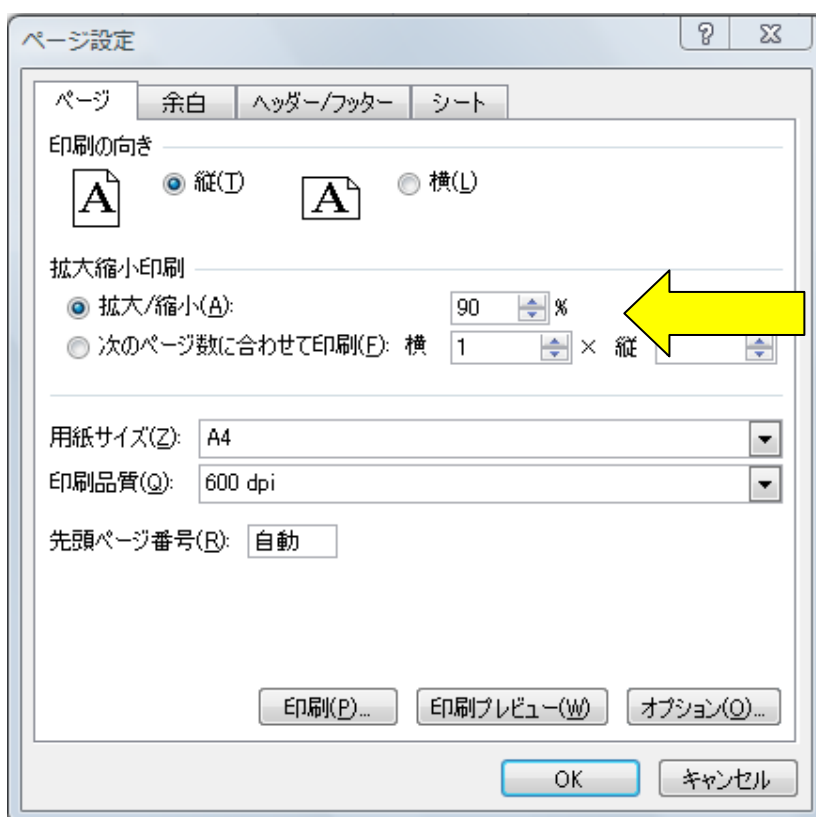 ページ設定
ページ 余白 ヘッダー/フッター シート
印刷の向き
A 縦(T) A 横(L)
拡大縮小印刷
拡大/縮小(A): 90 %
次のページ数に合わせて印刷(F): 横 1 × 縦
用紙サイズ(Z): A4
印刷品質(Q): 600 dpi
先頭ページ番号(R): 自動
印刷(P)... 印刷プレビュー(W) オプション(O)...
OK キャンセル